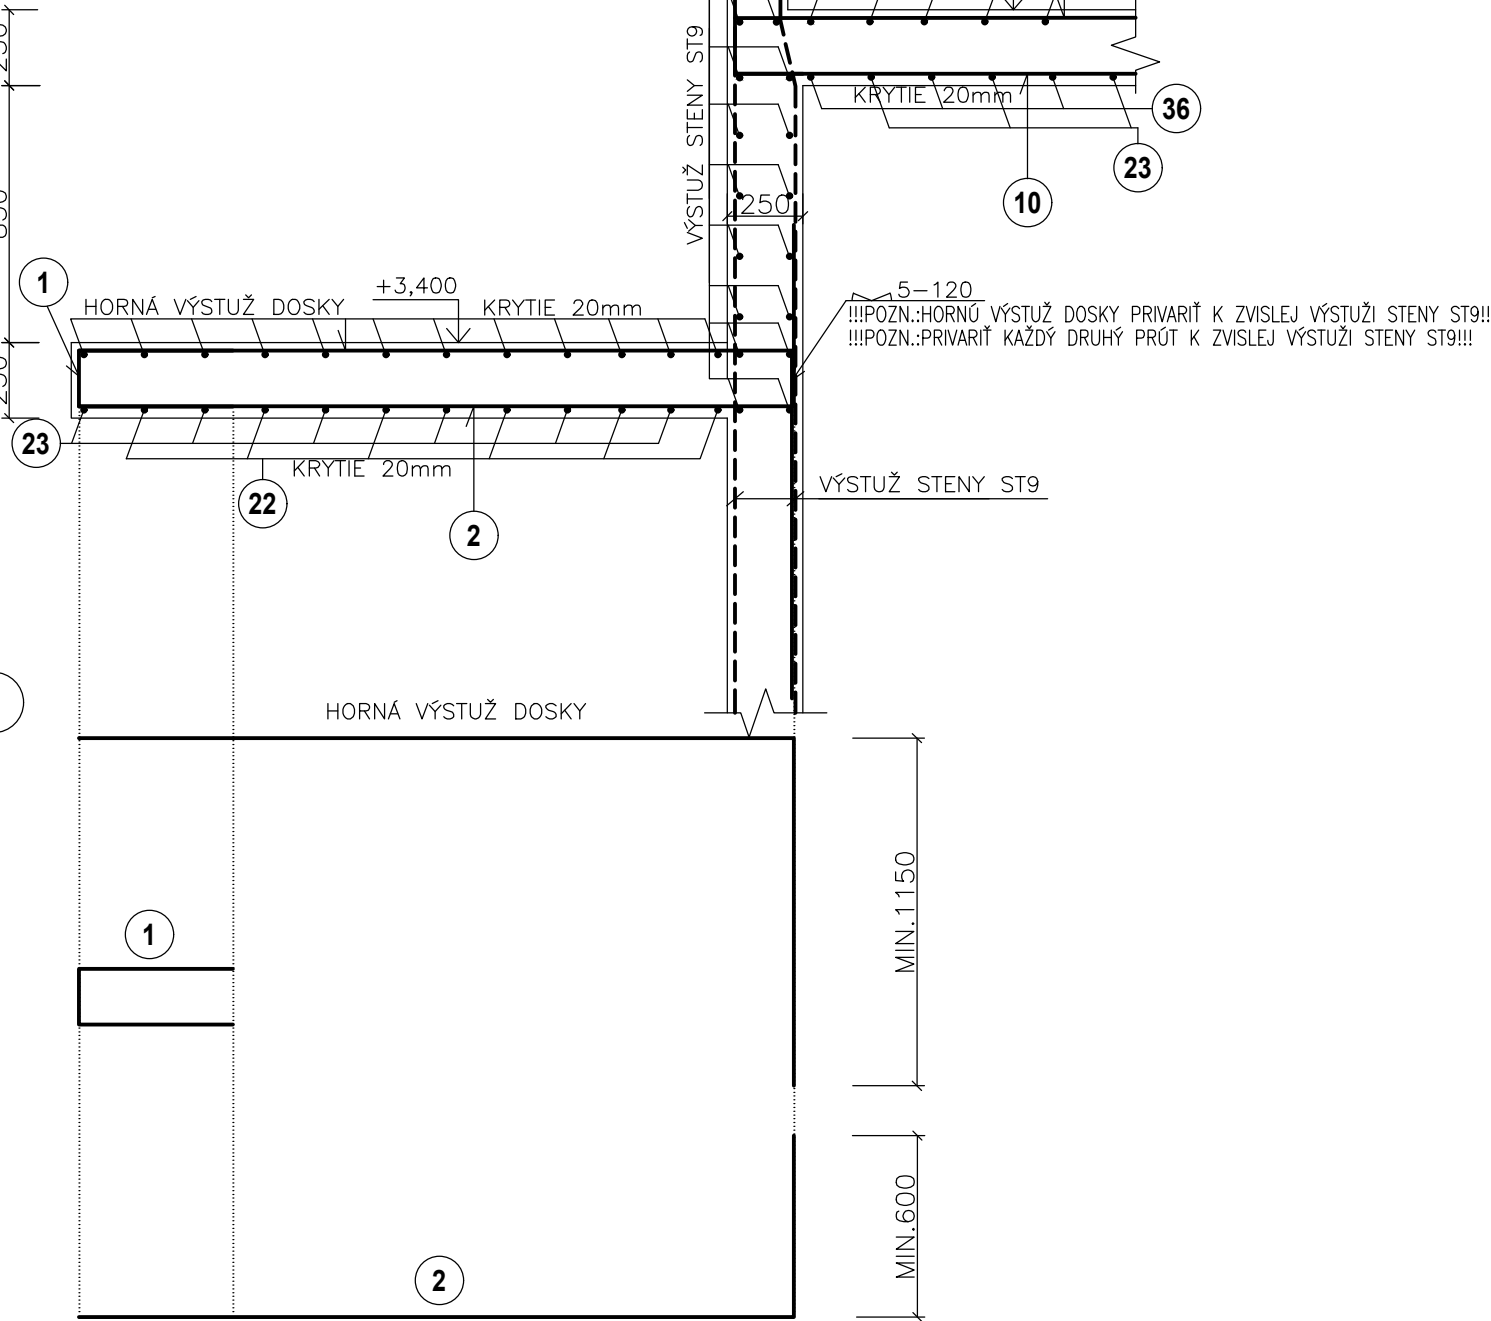 250
VÝSTUŽ STENY ST9
KRYTIE 20mm
36
23
10
250
1
HORNÁ VÝSTUŽ DOSKY
+3,400
KRYTIE 20mm
5-120
!!!POZN.:HORNÚ VÝSTUŽ DOSKY PRIVARIŤ K ZVISLEJ VÝSTUŽI STENY ST9!!
!!!POZN.:PRIVARIŤ KAŽDÝ DRUHÝ PRÚT K ZVISLEJ VÝSTUŽI STENY ST9!!!
250
23
KRYTIE 20mm
22
2
VÝSTUŽ STENY ST9
HORNÁ VÝSTUŽ DOSKY
MIN.1150
1
MIN.600
2